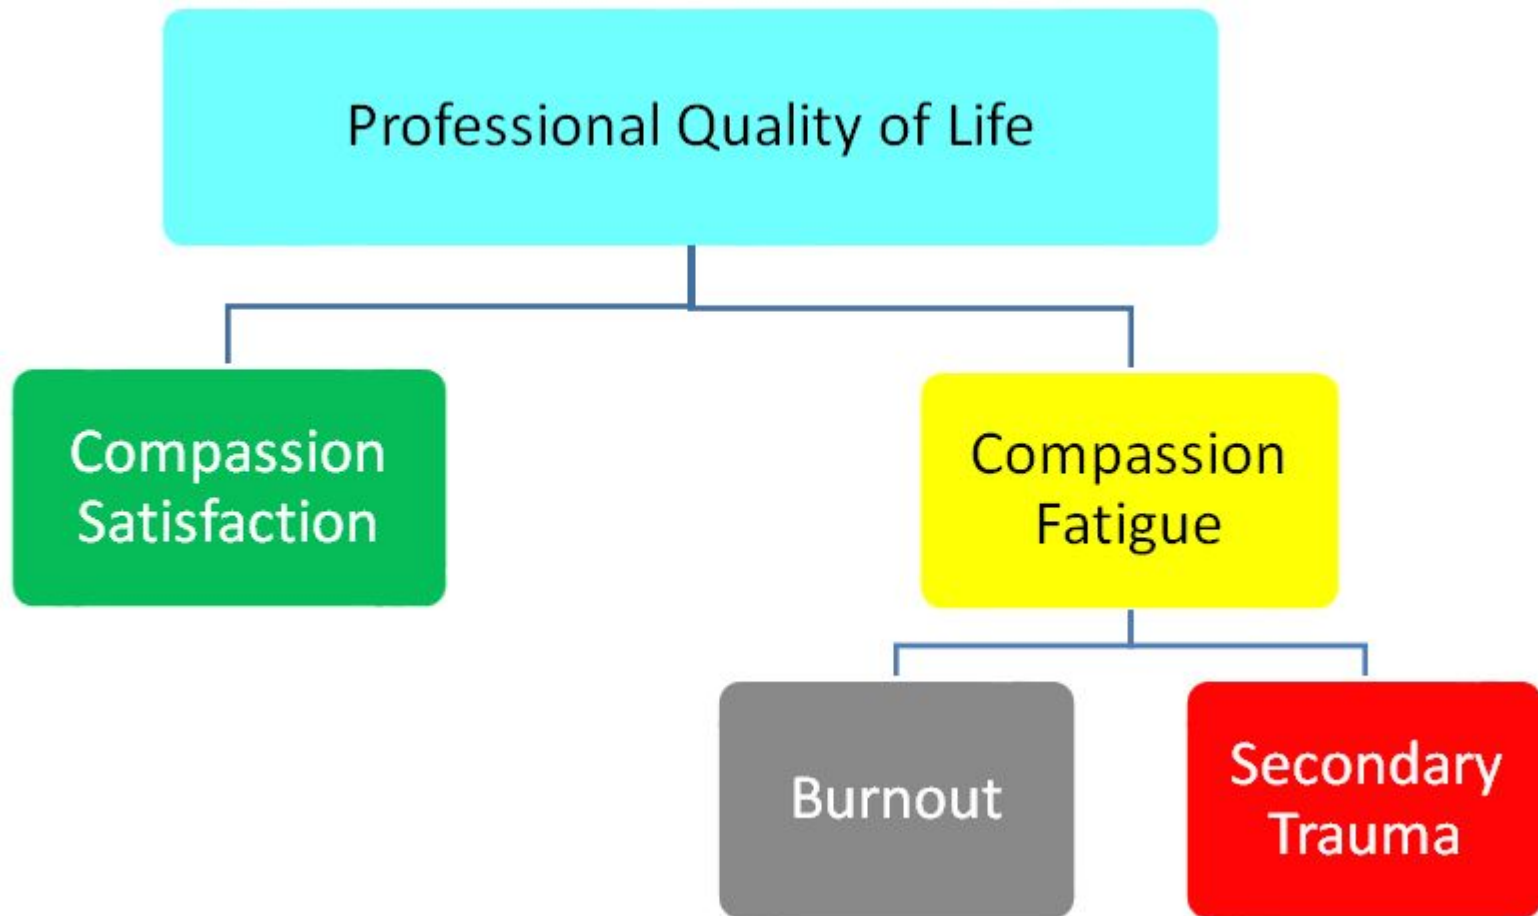 Professional Quality of Life
Compassion
Satisfaction
Compassion
Fatigue
Burnout
Secondary
Trauma